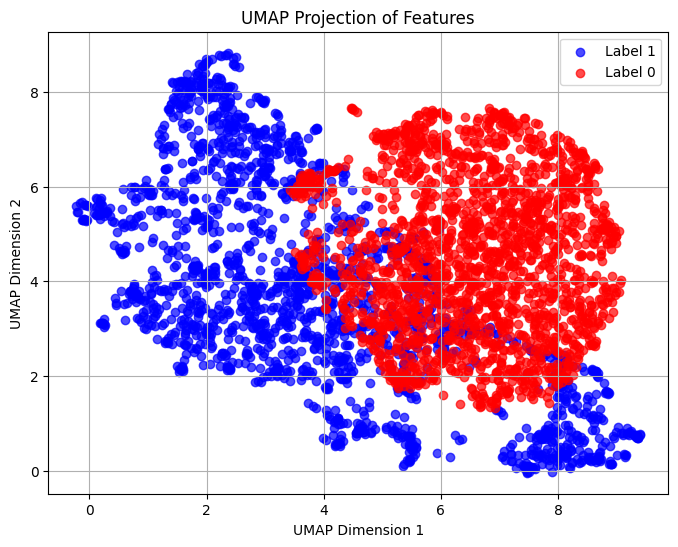 UMAP Projection of Features
Label 1
Label 0
8
6
4
2
0
UMAP Dimension 2
0 2 4 6 8
UMAP Dimension 1